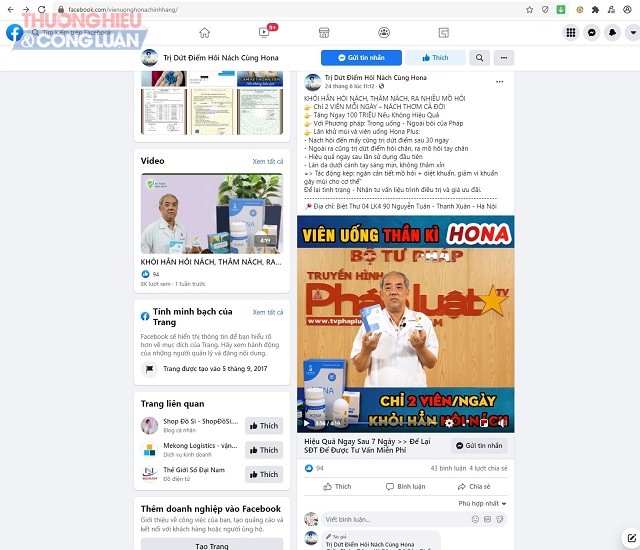 facebook.com/vienuongnghonachinhhang/
THƯƠNG HIỆU
& CÔNG LUẬN
Tìm kiếm trên Facebook
9+
Trị Dứt Điểm Hôi Nách Cùng Hona
Gửi tin nhắn
Thích
Video
Xem tất cả
4:19
KHỎI HẲN HÔI NÁCH, THÂM NÁCH, RA...
94
8K lượt xem · 1 tuần trước
Tính minh bạch của
Trang
Xem tất cả
Facebook sẽ hiển thị thông tin để bạn hiểu rõ
hơn về mục đích của Trang. Hãy xem hành động
của những người quản lý và đăng nội dung.
Trang được tạo vào 5 tháng 9, 2017
Trang liên quan
Shop Đồ Si - ShopĐồSi....
Blog cá nhân
Thích
Mekong Logistics - vận...
Dịch vụ kinh doanh
Thích
Thế Giới Số Đại Nam
Đồ điện tử
Thích
Thêm doanh nghiệp vào Facebook
Giới thiệu về công việc của bạn, tạo quảng cáo và
kết nối với khách hàng hoặc người ủng hộ.
Tạo Trang
Trị Dứt Điểm Hôi Nách Cùng Hona
24 tháng 6 lúc 11:12 ·
KHỎI HẲN HÔI NÁCH, THÂM NÁCH, RA NHIỀU MỒ HÔI
👉 Chỉ 2 VIÊN MỖI NGÀY – NÁCH THƠM CẢ ĐỜI
👉 Tặng Ngay 100 TRIỆU Nếu Không Hiệu Quả
👉 Với Phương pháp: Trong uống - Ngoài bôi của Pháp
👉 Lăn khử mùi và viên uống Hona Plus:
- Nách hôi đến mấy cũng trị dứt điểm sau 30 ngày
- Ngoài ra cũng trị dứt điểm hôi chân, ra mồ hôi tay chân
- Hiệu quả ngay sau lần sử dụng đầu tiên
- Làn da dưới cánh tay sáng mịn, không thâm xỉn
=> Tác động kép: ngăn cản tiết mồ hôi + diệt khuẩn, giảm vi khuẩn
gây mùi cho cơ thể"
Để lại tình trạng - Nhận tư vấn liệu trình điều trị và giá ưu đãi.
📌 Địa chỉ: Biệt Thự 04 LK4 90 Nguyễn Tuân - Thanh Xuân - Hà Nội
VIÊN UỐNG THẦN KÌ HONA
BỘ TƯ PHÁP
TRUYỀN HÌNH
Pháp luật TV
www.tvphapluat
HONA
CHỈ 2 VIÊN/NGÀY
KHỎI HẲN HÔI NÁCH
3:56 / 4:19
Hiệu Quả Ngay Sau 7 Ngày >> Để Lại
SĐT Để Được Tư Vấn Miễn Phí
Gửi tin nhắn
94
43 bình luận 4 lượt chia sẻ
Thích
Bình luận
Chia sẻ
Phù hợp nhất
Viết bình luận...
Tác giả
Trị Dứt Điểm Hôi Nách Cùng Hona